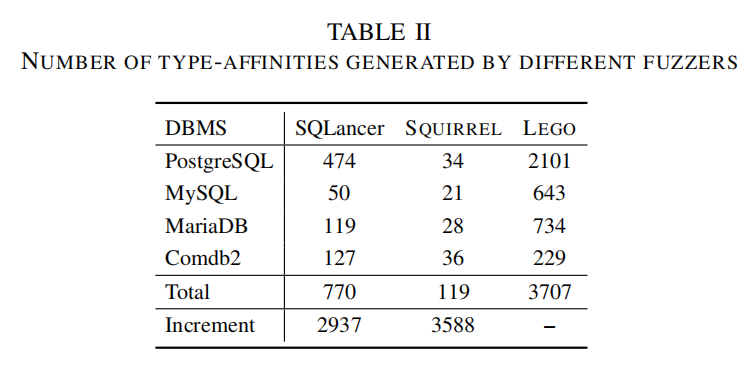 TABLE II
NUMBER OF TYPE-AFFINITIES GENERATED BY DIFFERENT FUZZERS
DBMS SQLancer SQUIRREL LEGO
PostgreSQL 474 34 2101
MySQL 50 21 643
MariaDB 119 28 734
Comdb2 127 36 229
Total 770 119 3707
Increment 2937 3588 –